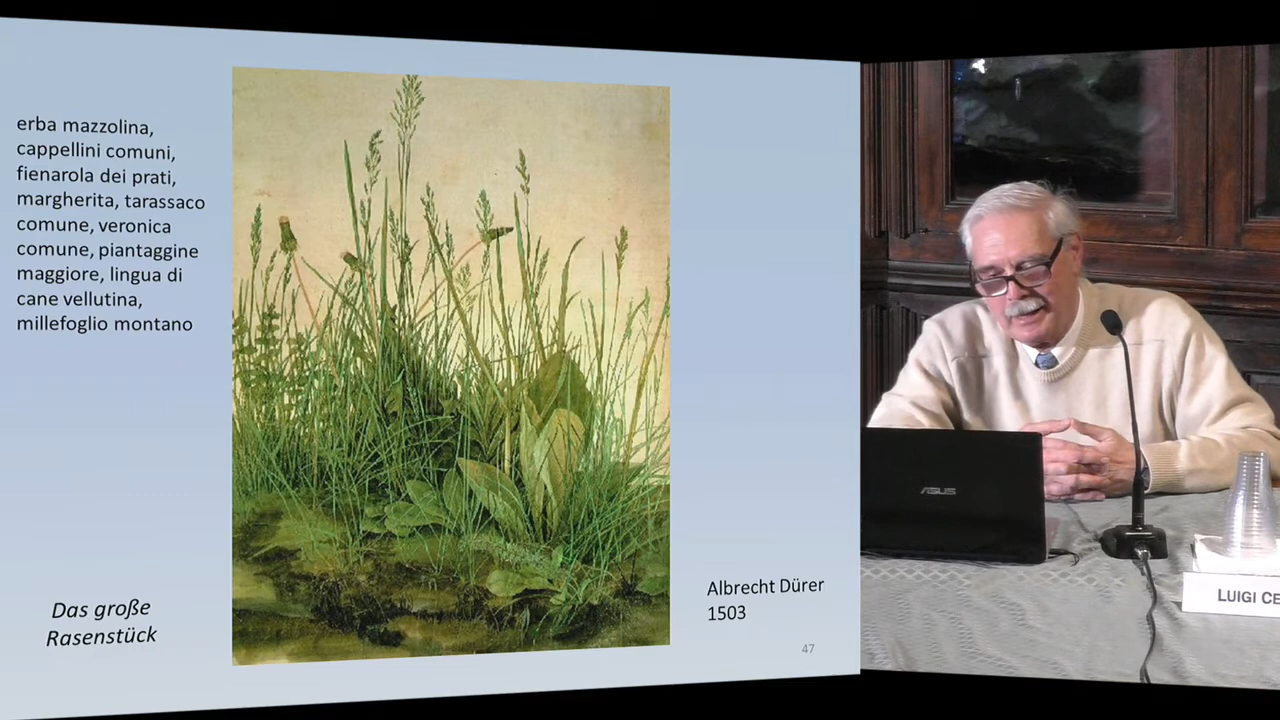 erba mazzolina,
cappellini comuni,
fienarola dei prati,
margherita, tarassaco
comune, veronica
comune, piantaggine
maggiore, lingua di
cane vellutina,
millefoglio montano
Das große
Rasenstück
Albrecht Dürer
1503
47
ASUS
LUIGI CE